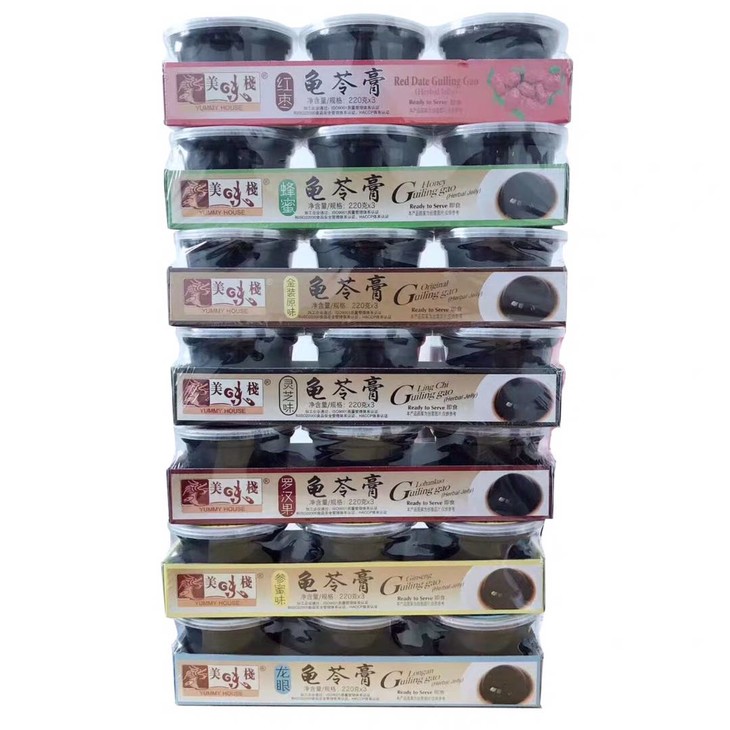 美味栈®
YUMMY HOUSE
红枣
龟苓膏
净含量/规格: 220克x3
Red Date Guiling Gao
(Herbal Jelly)
Ready to Serve 即食
美味栈®
YUMMY HOUSE
蜂蜜
龟苓膏
净含量/规格: 220克x3
Honey
Guiling gao
(Herbal Jelly)
Ready to Serve 即食
美味栈®
YUMMY HOUSE
金装原味
龟苓膏
净含量/规格: 220克x3
Original
Guiling gao
(Herbal Jelly)
Ready to Serve 即食
美味栈®
YUMMY HOUSE
灵芝味
龟苓膏
净含量/规格: 220克x3
Ling Chi
Guiling gao
(Herbal Jelly)
Ready to Serve 即食
美味栈®
YUMMY HOUSE
罗汉果
龟苓膏
净含量/规格: 220克x3
Guiling gao
(Herbal Jelly)
Ready to Serve 即食
美味栈®
YUMMY HOUSE
参蜜味
龟苓膏
净含量/规格: 220克x3
Ginseng
Guiling gao
(Herbal Jelly)
Ready to Serve 即食
美味栈®
YUMMY HOUSE
龙眼
龟苓膏
净含量/规格: 220克x3
Longan
Guiling gao
(Herbal Jelly)
Ready to Serve 即食